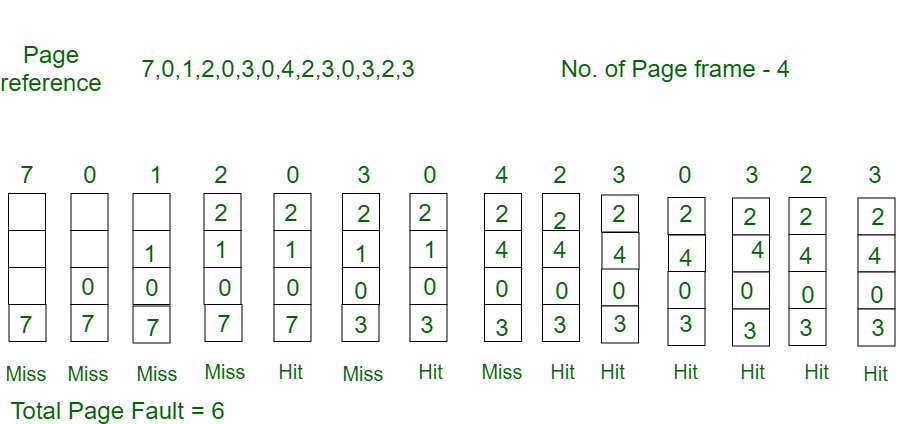 Page
reference
7,0,1,2,0,3,0,4,2,3,0,3,2,3
No. of Page frame - 4
7 0 1 2 0 3 0 4 2 3 0 3 2 3
2 2 2 2 2 2 2 2 2 2 2
1 1 1 1 1 4 4 4 4 4 4 4
0 0 0 0 0 0 0 0 0 0 0 0 0
7 7 7 7 7 3 3 3 3 3 3 3 3 3
Miss Miss Miss Miss Hit Miss Hit Miss Hit Hit Hit Hit Hit Hit
Total Page Fault = 6